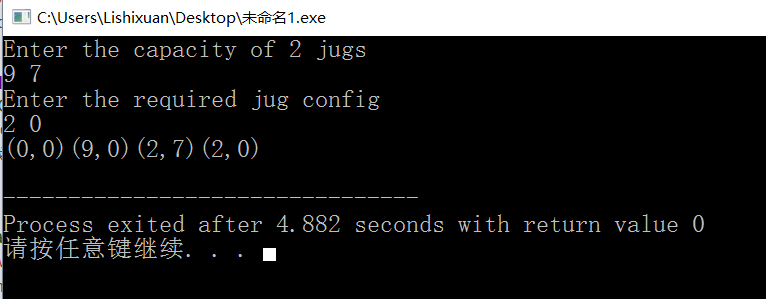 C:\Users\Lishixuan\Desktop\未命名1.exe
Enter the capacity of 2 jugs
9 7
Enter the required jug config
2 0
(0,0)(9,0)(2,7)(2,0)
--------------------------------
Process exited after 4.882 seconds with return value 0
请按任意键继续. . .